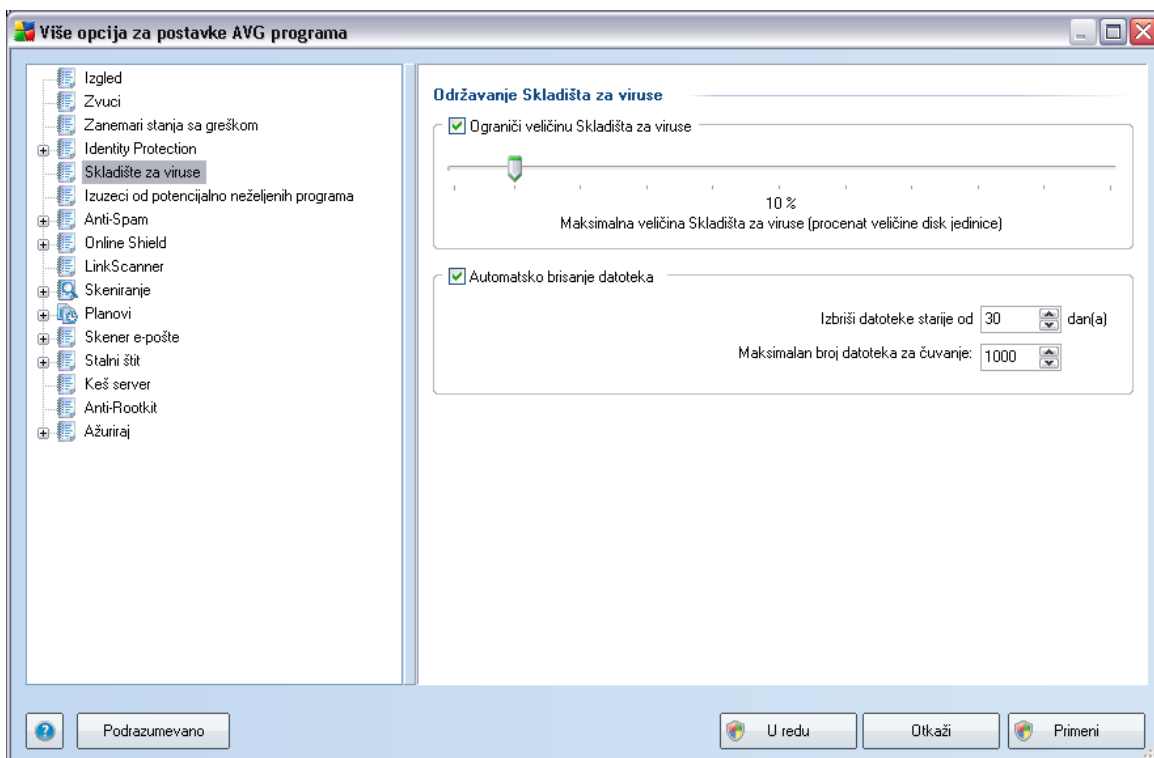 Više opcija za postavke AVG programa
Izgled
Zvuci
Zanemari stanja sa greškom
Identity Protection
Skladište za viruse
Izuzeci od potencijalno neželjenih programa
Anti-Spam
Online Shield
LinkScanner
Skeniranje
Planovi
Skener e-pošte
Stalni štit
Keš server
Anti-Rootkit
Ažuriraj
Održavanje Skladišta za viruse
Ograniči veličinu Skladišta za viruse
10 %
Maksimalna veličina Skladišta za viruse (procenat veličine disk jedinice)
Automatsko brisanje datoteka
Izbriši datoteke starije od 30 dan(a)
Maksimalan broj datoteka za čuvanje: 1000
? Podrazumevano U redu Otkaži Primeni